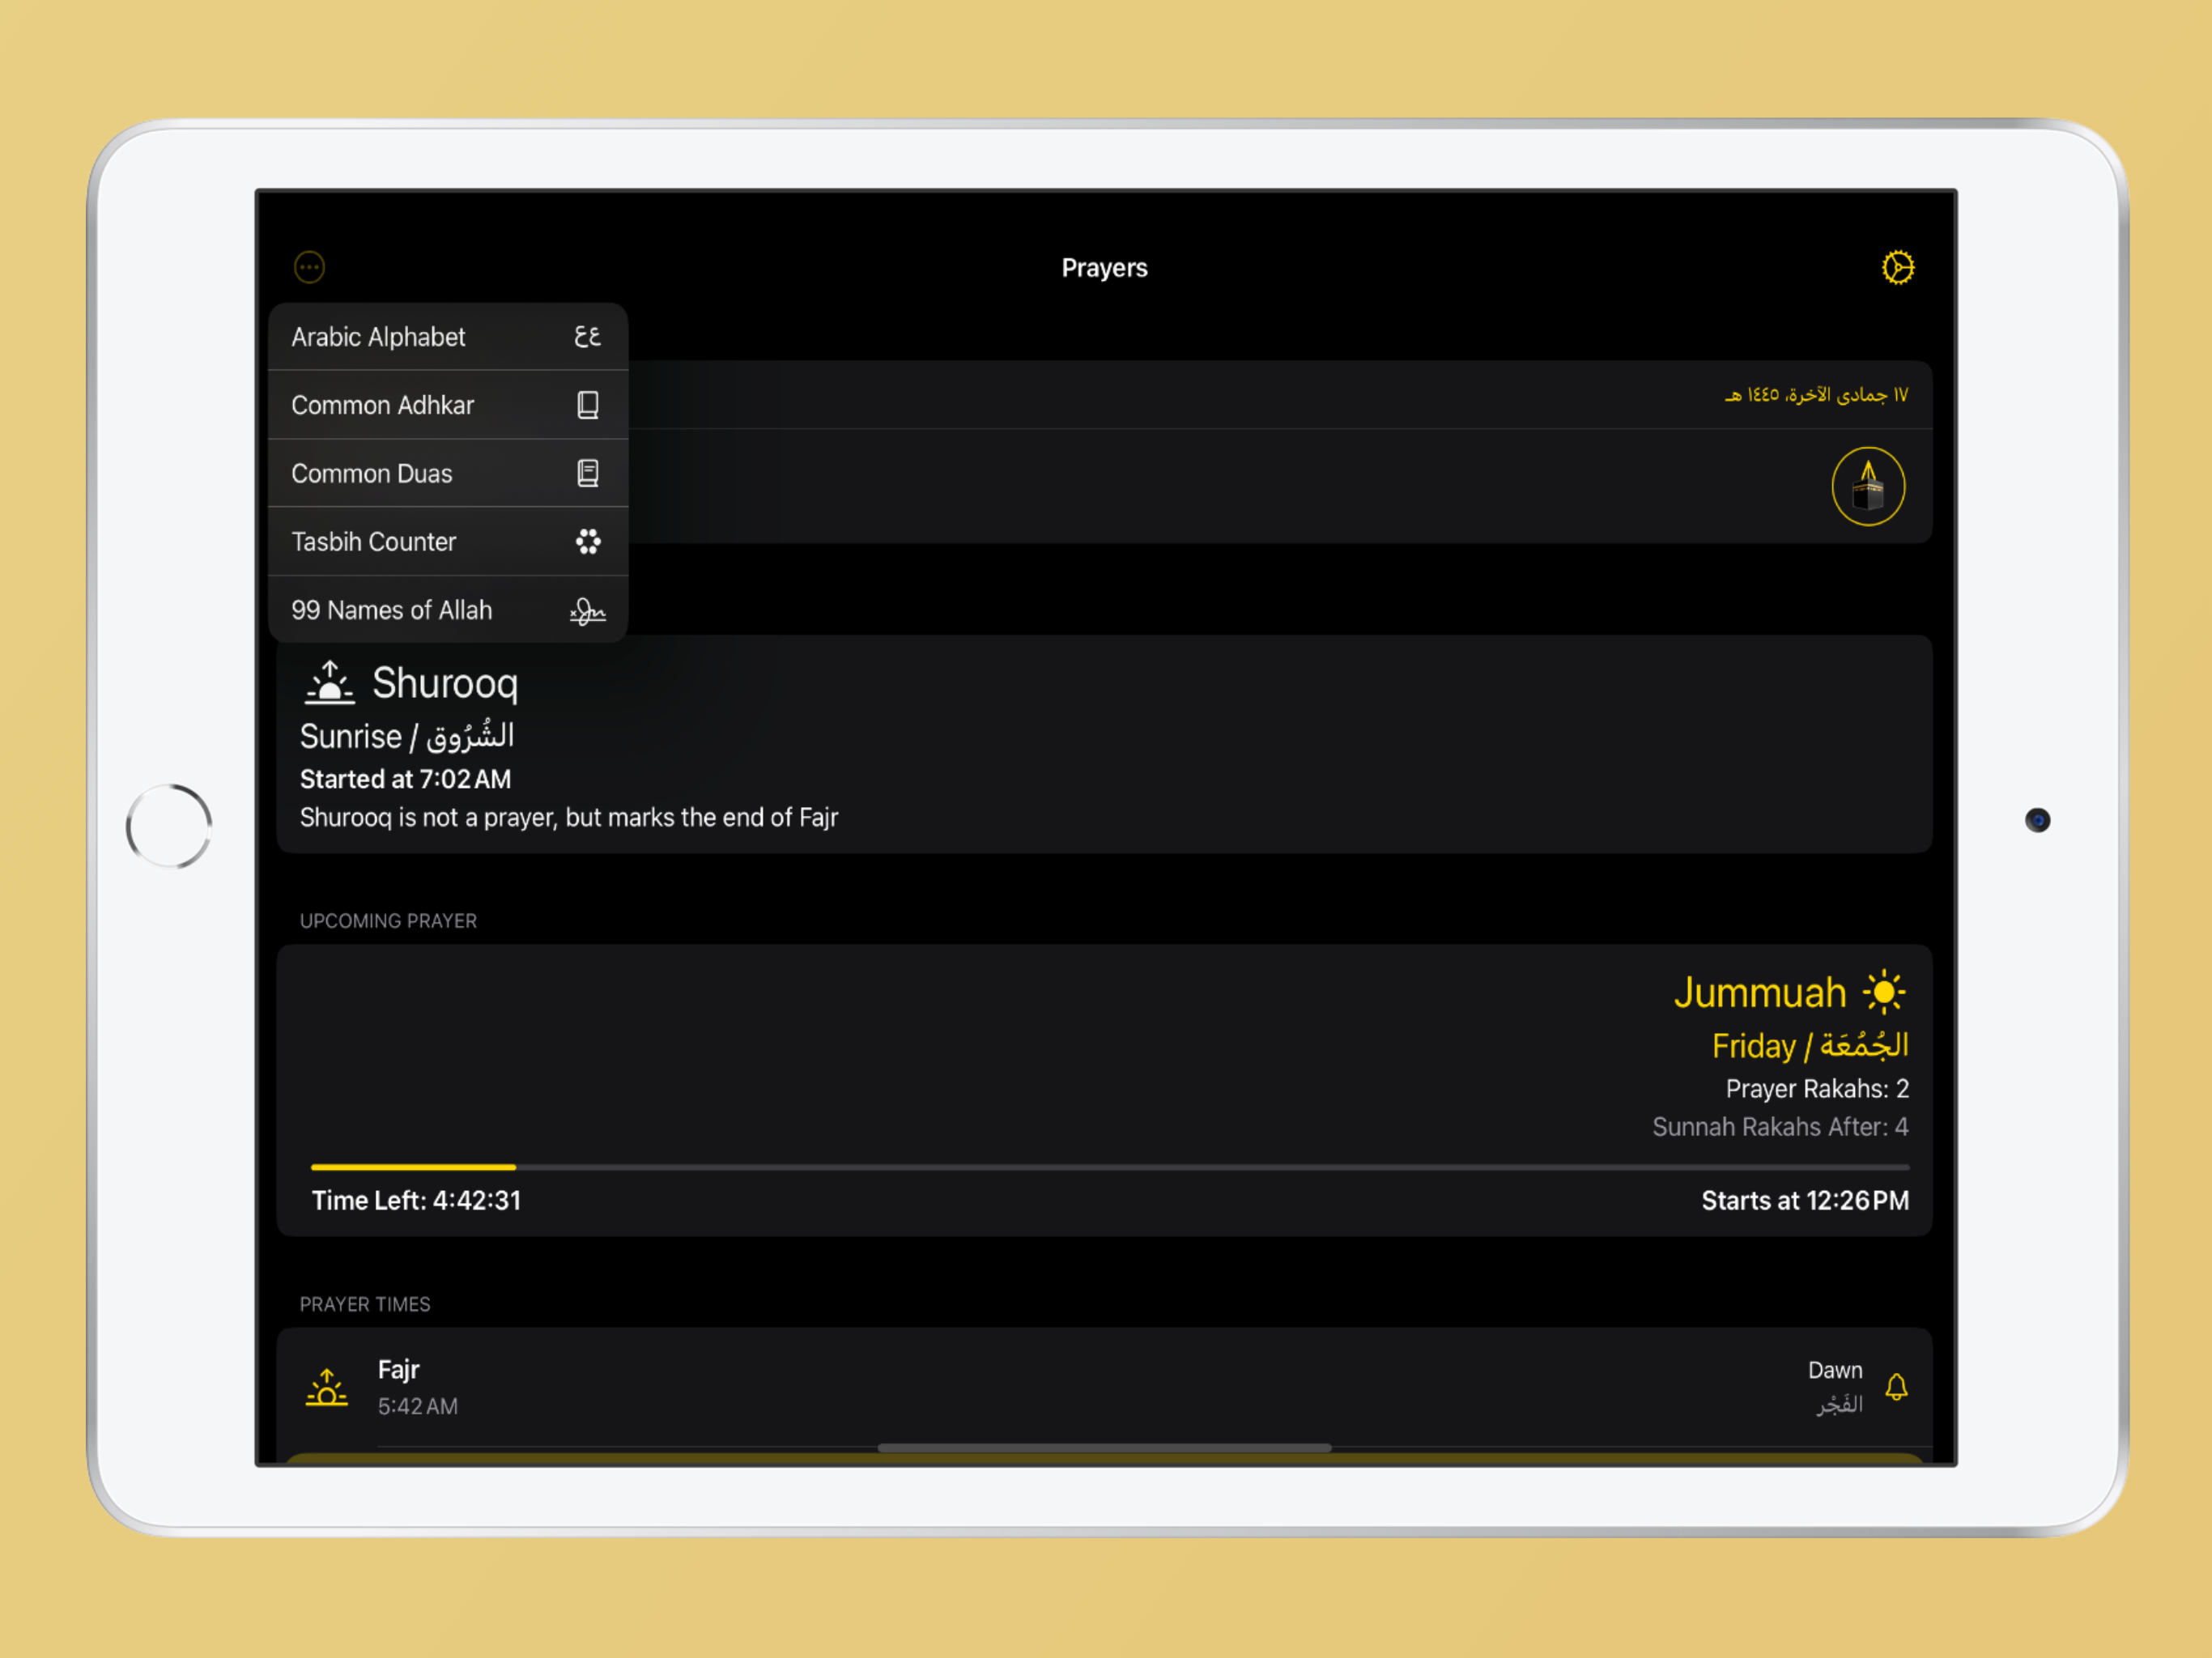 Prayers
Arabic Alphabet عع
Common Adhkar
Common Duas
Tasbih Counter
99 Names of Allah
١٧ جمادى الآخرة، ١٤٤٥ هـ
Shurooq
Sunrise / الشُّرُوق
Started at 7:02 AM
Shurooq is not a prayer, but marks the end of Fajr
UPCOMING PRAYER
Jummuah
Friday / الجُمُعَة
Prayer Rakahs: 2
Sunnah Rakahs After: 4
Time Left: 4:42:31 Starts at 12:26 PM
PRAYER TIMES
Fajr Dawn
5:42 AM الفَجْر